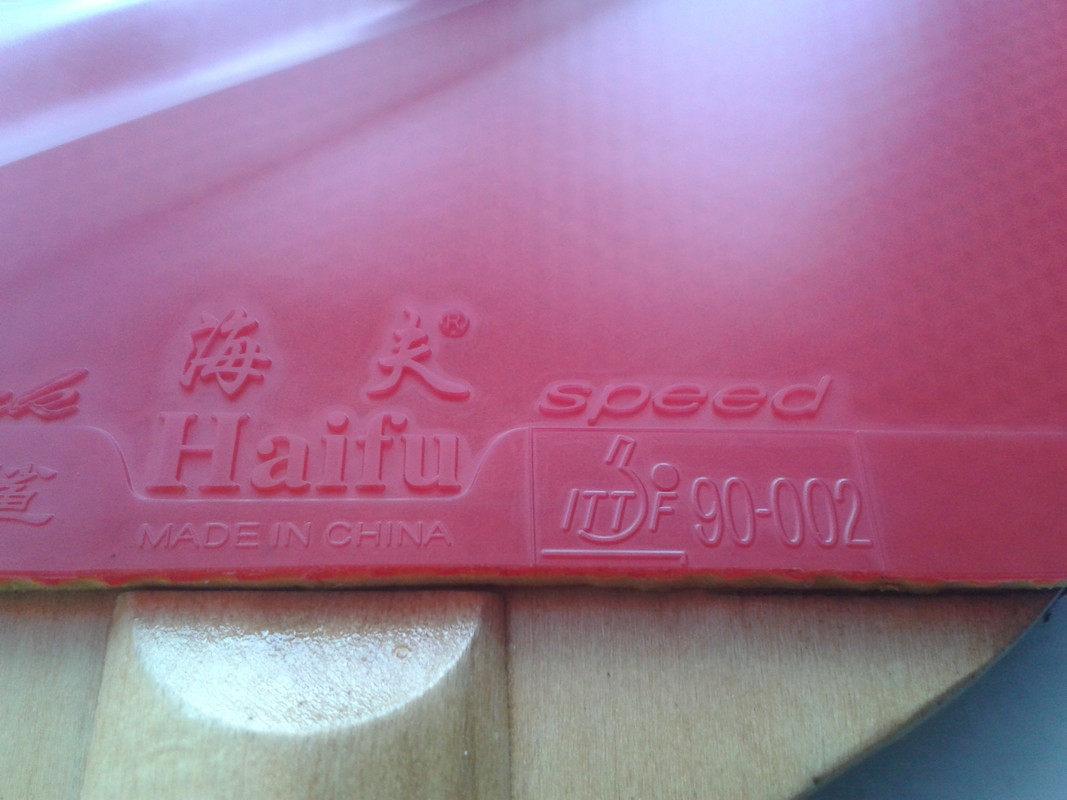 海夫®
speed
Haifu
ITTF 90-002
MADE IN CHINA